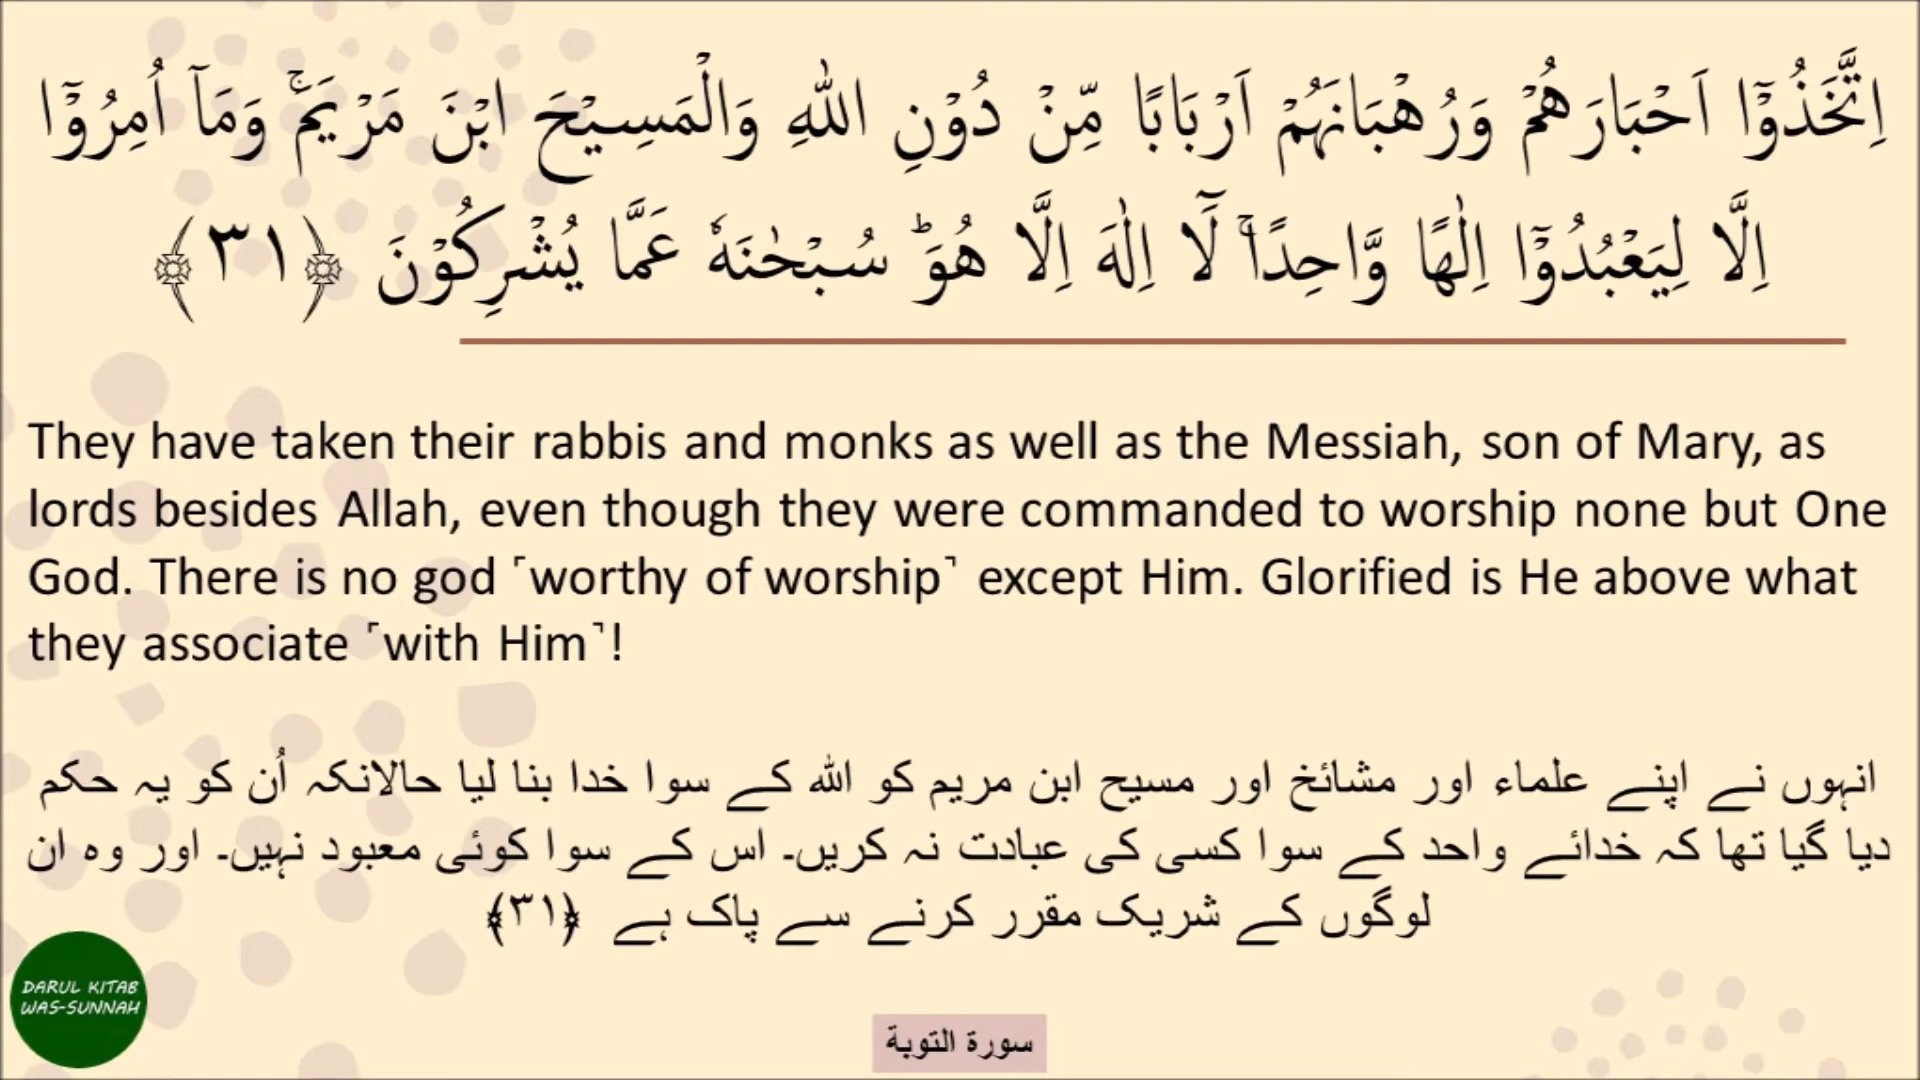 اِتَّخَذُوْۤا اَحْبَارَهُمْ وَرُهْبَانَهُمْ اَرْبَابًا مِّنْ دُوْنِ اللّٰهِ وَالْمَسِيْحَ ابْنَ مَرْيَمَ ۚ وَمَاۤ اُمِرُوْۤا
اِلَّا لِيَعْبُدُوْۤا اِلٰهًا وَّاحِدًا ۚ لَاۤ اِلٰهَ اِلَّا هُوَ ؕ سُبْحٰنَهٗ عَمَّا يُشْرِكُوْنَ ﴿۳۱﴾
They have taken their rabbis and monks as well as the Messiah, son of Mary, as
lords besides Allah, even though they were commanded to worship none but One
God. There is no god ˹worthy of worship˺ except Him. Glorified is He above what
they associate ˹with Him˺!
انہوں نے اپنے علماء اور مشائخ اور مسیح ابن مریم کو الله کے سوا خدا بنا لیا حالانکہ اُن کو یہ حکم
دیا گیا تھا کہ خدائے واحد کے سوا کسی کی عبادت نہ کریں۔ اس کے سوا کوئی معبود نہیں۔ اور وہ ان
لوگوں کے شریک مقرر کرنے سے پاک ہے ﴿۳۱﴾
DARUL KITAB
WAS-SUNNAH
سورة التوبة